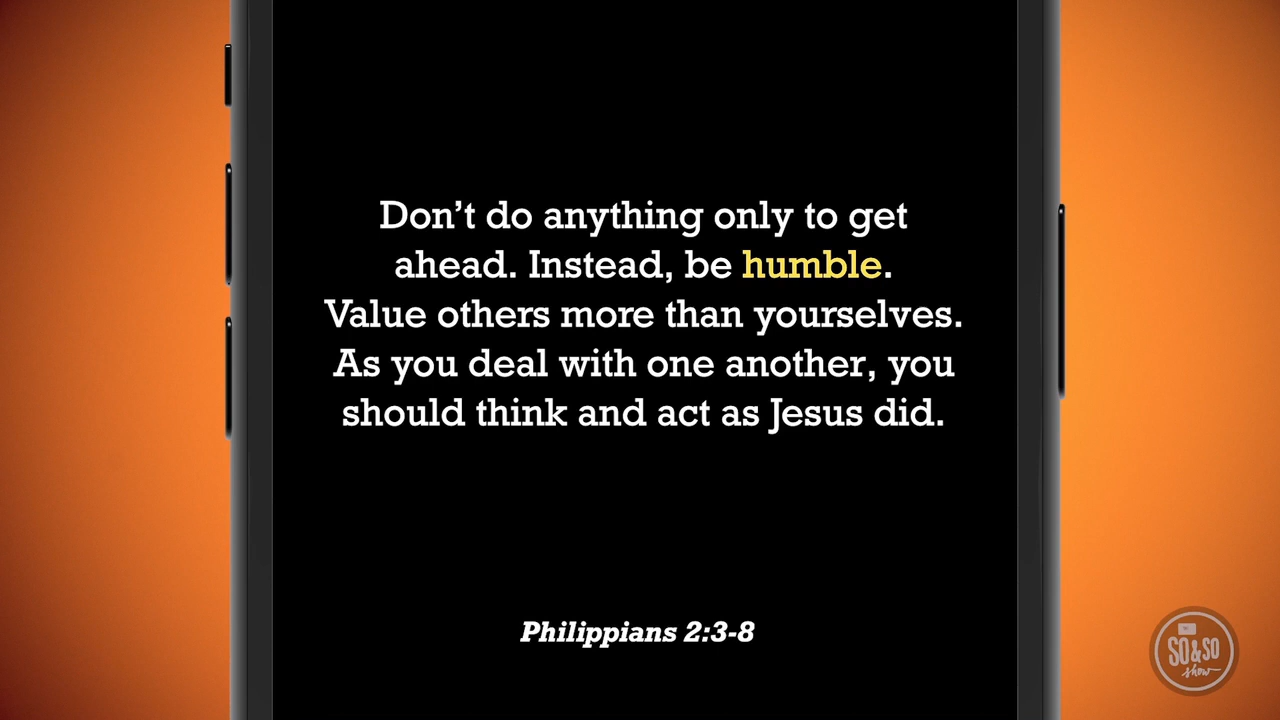 Don’t do anything only to get
ahead. Instead, be humble.
Value others more than yourselves.
As you deal with one another, you
should think and act as Jesus did.
Philippians 2:3-8
SO & SO
show